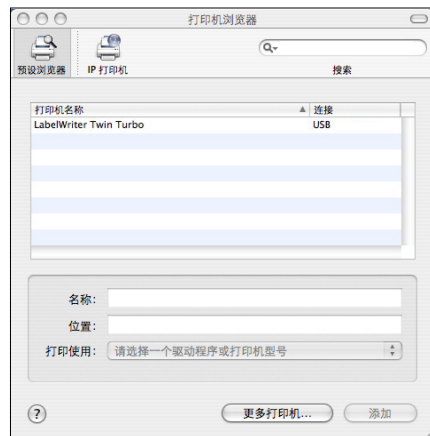 打印机浏览器
预设浏览器
IP 打印机
搜索
打印机名称
连接
LabelWriter Twin Turbo
USB
名称:
位置:
打印使用:
请选择一个驱动程序或打印机型号
?
更多打印机...
添加